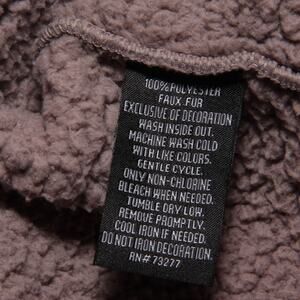 100%POLYESTER
FAUX FUR
EXCLUSIVE OF DECORATION
WASH INSIDE OUT.
MACHINE WASH COLD
WITH LIKE COLORS.
GENTLE CYCLE.
ONLY NON-CHLORINE
BLEACH WHEN NEEDED.
TUMBLE DRY LOW.
REMOVE PROMPTLY.
COOL IRON IF NEEDED.
DO NOT IRON DECORATION.
RN#73277